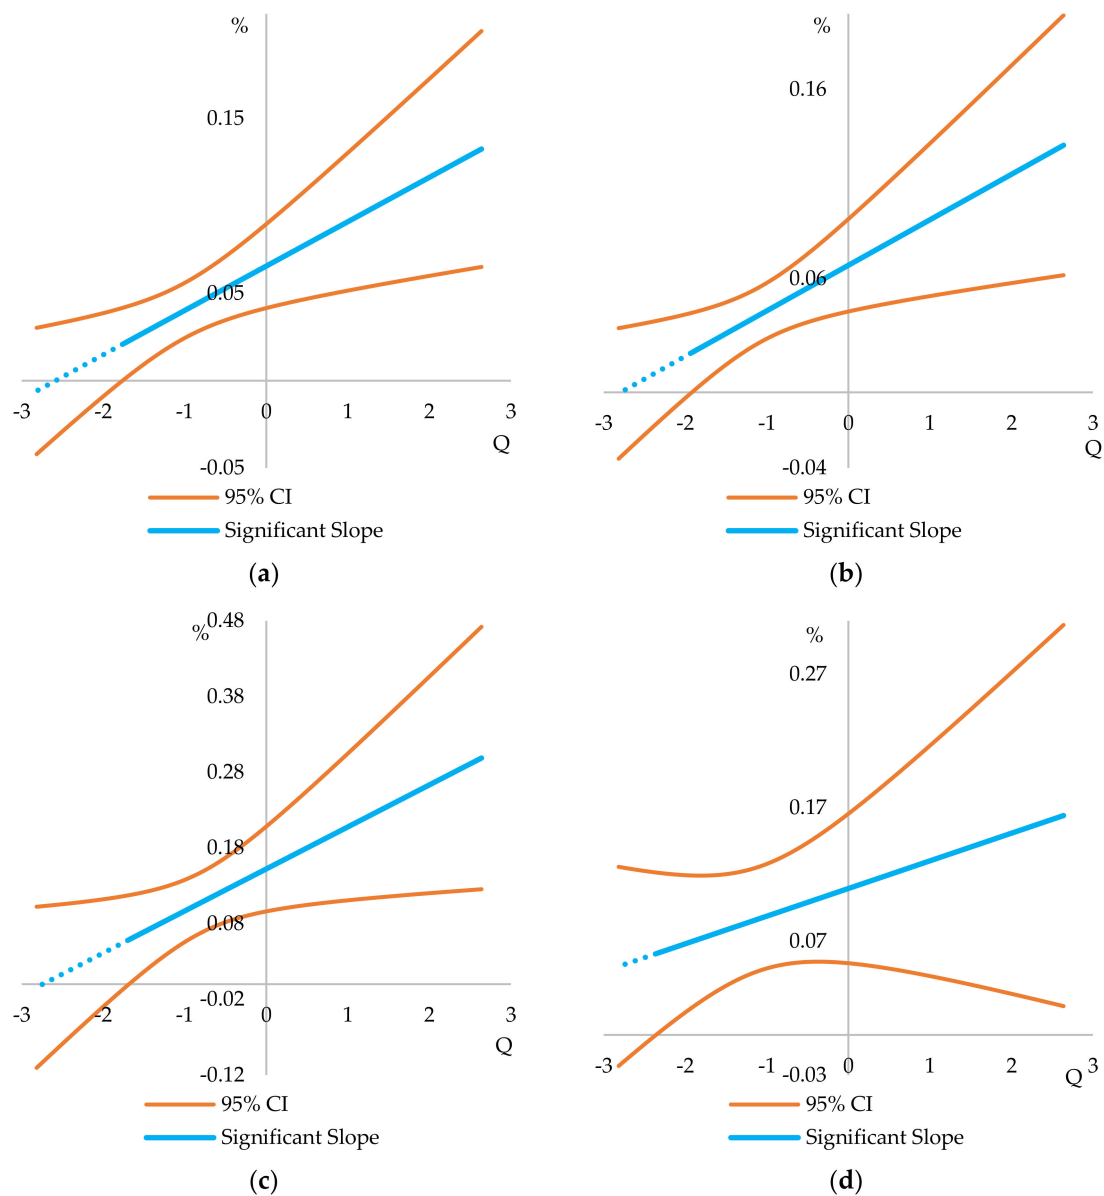 %
0.15
0.05
-3 -2 -1 0 1 2 3
Q
-0.05
95% CI
Significant Slope
(a)
%
0.16
0.06
-3 -2 -1 0 1 2 3
Q
-0.04
95% CI
Significant Slope
(b)
%
0.48
0.38
0.28
0.18
0.08
-0.02
-3 -2 -1 0 1 2 3
Q
-0.12
95% CI
Significant Slope
(c)
%
0.27
0.17
0.07
-3 -2 -1 0 1 2 3
-0.03
Q
95% CI
Significant Slope
(d)